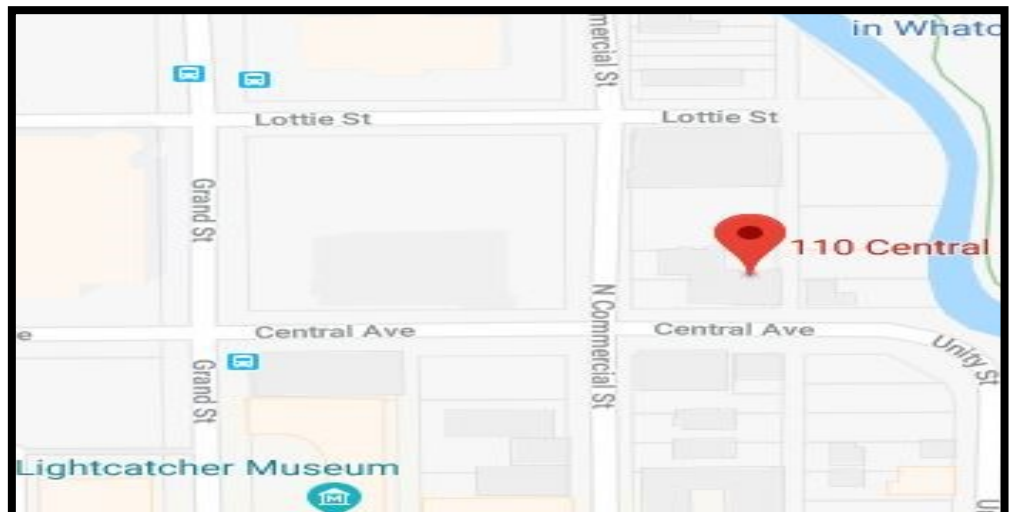 in Whatc
mercial St
Lottie St
Lottie St
Grand St
110 Central
N Commercial St
Central Ave
Central Ave
e
Unity St
Grand St
Lightcatcher Museum
M
U